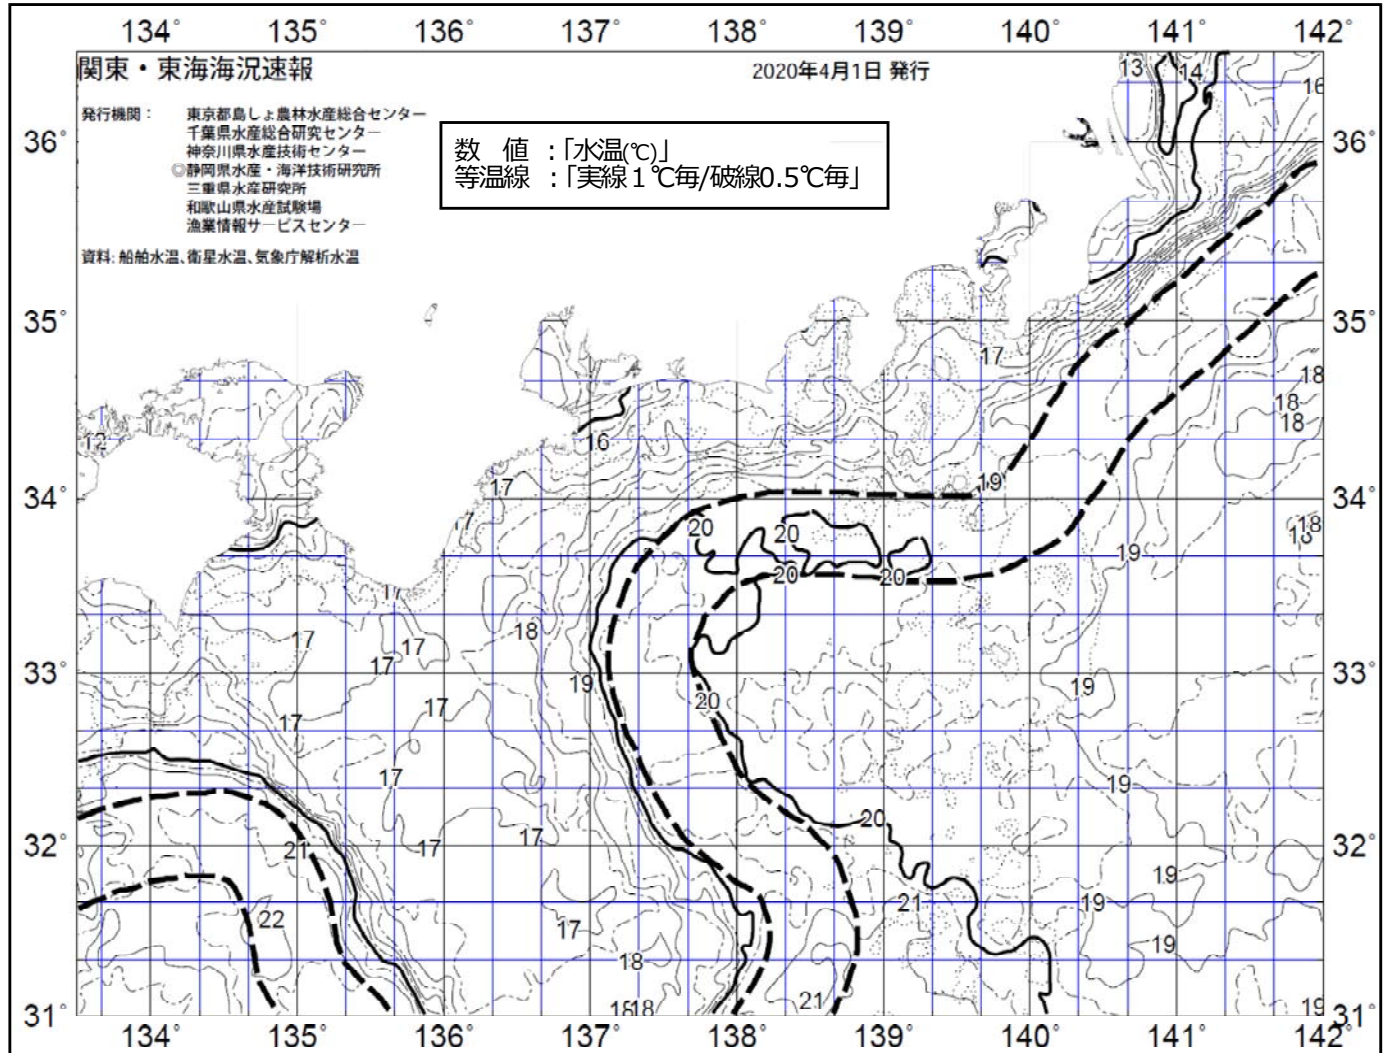 134 135 136 137 138 139 140 141 142°
関東・東海海況速報
2020年4月1日 発行
13 14
16
発行機関： 東京都島しょ農林水産総合センター
千葉県水産総合研究センター
36° 36°
神奈川県水産技術センター
◎静岡県水産・海洋技術研究所
三重県水産研究所
和歌山県水産試験場
漁業情報サービスセンター
数 値 ：「水温(℃)」
等温線 ：「実線１℃毎/破線0.5℃毎」
資料: 船舶水温、衛星水温、気象庁解析水温
35° 35°
17
18
18
18
12 16
17 19
34° 34°
17 20 20 18
19
20 20
17
17 17 18
17
33° 33°
19 19
17 17 20
17 19
20
32° 32°
21 17 17
19
22 21 19
17 19
18
18 18 21 19
31° 31°
134 135 136 137 138 139 140 141 142°